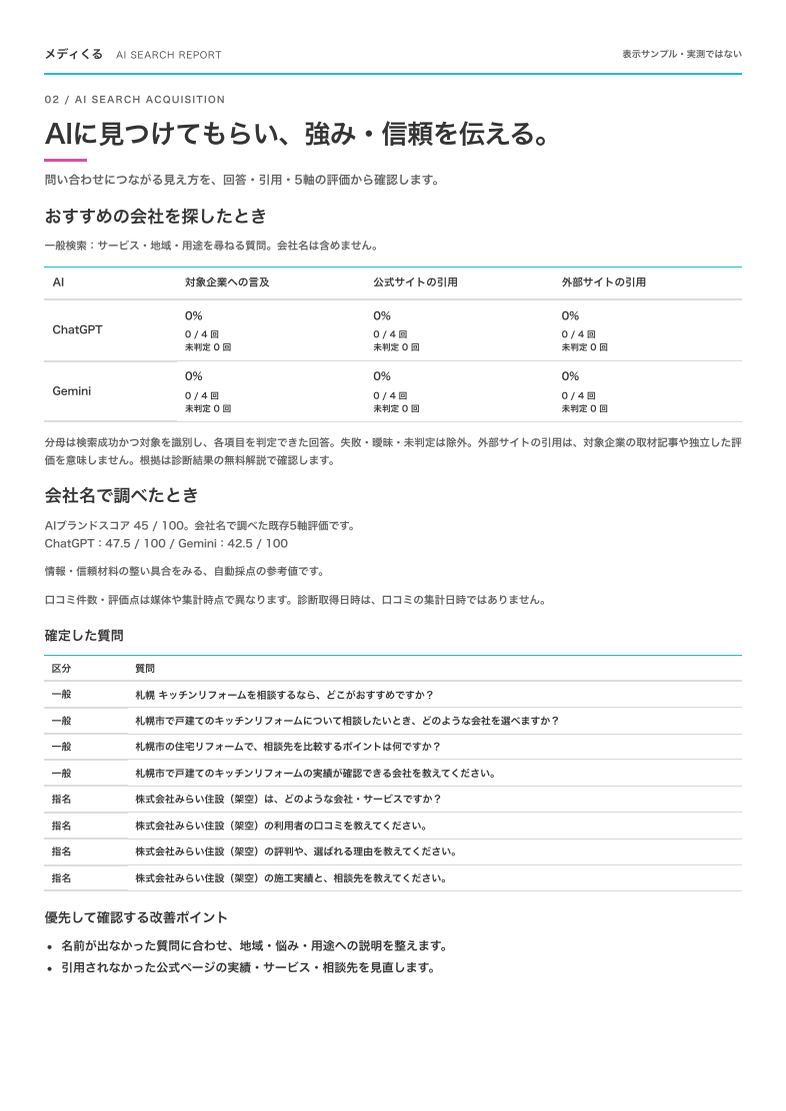 メディくる AI SEARCH REPORT
表示サンプル・実測ではない
02 / AI SEARCH ACQUISITION
AIに見つけてもらい、強み・信頼を伝える。
問い合わせにつながる見え方を、回答・引用・5軸の評価から確認します。
おすすめの会社を探したとき
一般検索：サービス・地域・用途を尋ねる質問。会社名は含めません。
AI 対象企業への言及 公式サイトの引用 外部サイトの引用
ChatGPT
0% 0% 0%
0 / 4 回 0 / 4 回 0 / 4 回
未判定 0 回 未判定 0 回 未判定 0 回
Gemini
0% 0% 0%
0 / 4 回 0 / 4 回 0 / 4 回
未判定 0 回 未判定 0 回 未判定 0 回
分母は検索成功かつ対象を識別し、各項目を判定できた回答。失敗・曖昧・未判定は除外。外部サイトの引用は、対象企業の取材記事や独立した評
価を意味しません。根拠は診断結果の無料解説で確認します。
会社名で調べたとき
AIブランドスコア 45 / 100。会社名で調べた既存5軸評価です。
ChatGPT：47.5 / 100 / Gemini：42.5 / 100
情報・信頼材料の整い具合をみる、自動採点の参考値です。
口コミ件数・評価点は媒体や集計時点で異なります。診断取得日時は、口コミの集計日時ではありません。
確定した質問
区分 質問
一般 札幌 キッチンリフォームを相談するなら、どこがおすすめですか？
一般 札幌市で戸建てのキッチンリフォームについて相談したいとき、どのような会社を選べますか？
一般 札幌市の住宅リフォームで、相談先を比較するポイントは何ですか？
一般 札幌市で戸建てのキッチンリフォームの実績が確認できる会社を教えてください。
指名 株式会社みらい住設（架空）は、どのような会社・サービスですか？
指名 株式会社みらい住設（架空）の利用者の口コミを教えてください。
指名 株式会社みらい住設（架空）の評判や、選ばれる理由を教えてください。
指名 株式会社みらい住設（架空）の施工実績と、相談先を教えてください。
優先して確認する改善ポイント
• 名前が出なかった質問に合わせ、地域・悩み・用途への説明を整えます。
• 引用されなかった公式ページの実績・サービス・相談先を見直します。